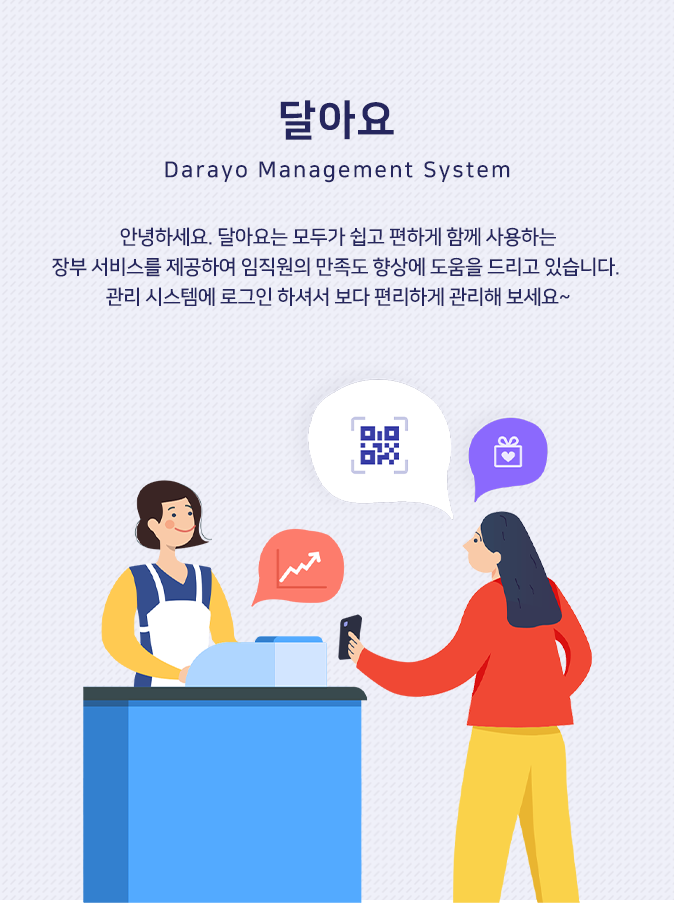 달아요
Darayo Management System
안녕하세요. 달아요는 모두가 쉽고 편하게 함께 사용하는
장부 서비스를 제공하여 임직원의 만족도 향상에 도움을 드리고 있습니다.
관리 시스템에 로그인 하셔서 보다 편리하게 관리해 보세요~